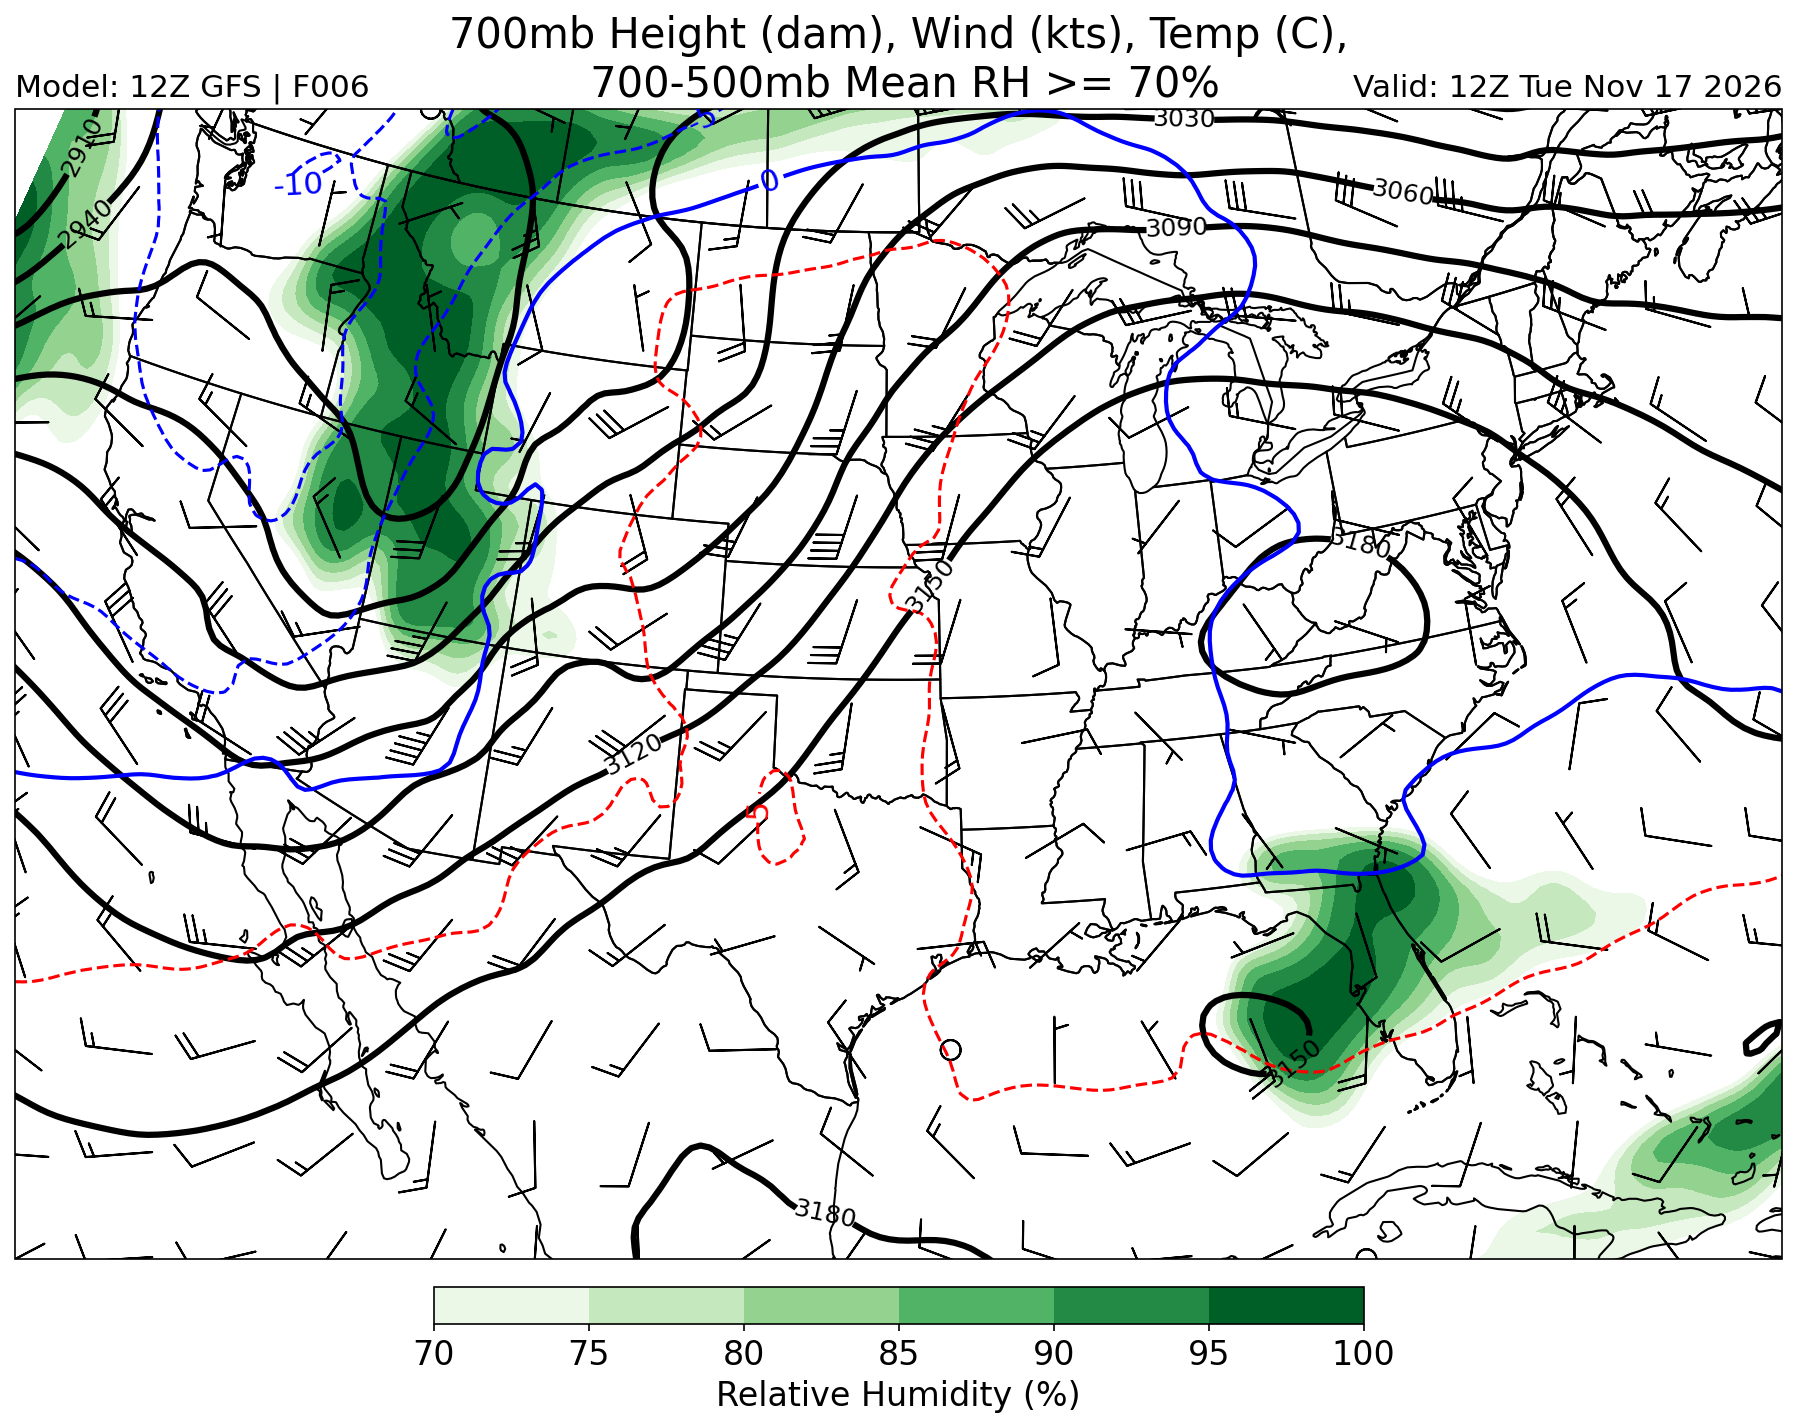 700mb Height (dam), Wind (kts), Temp (C),
700-500mb Mean RH >= 70%
Model: 12Z GFS | F006
Valid: 12Z Tue Nov 17 2026
2910
2940
-10
-5
0
3030
3060
3090
3180
3150
3120
5
3150
3180
70 75 80 85 90 95 100
Relative Humidity (%)